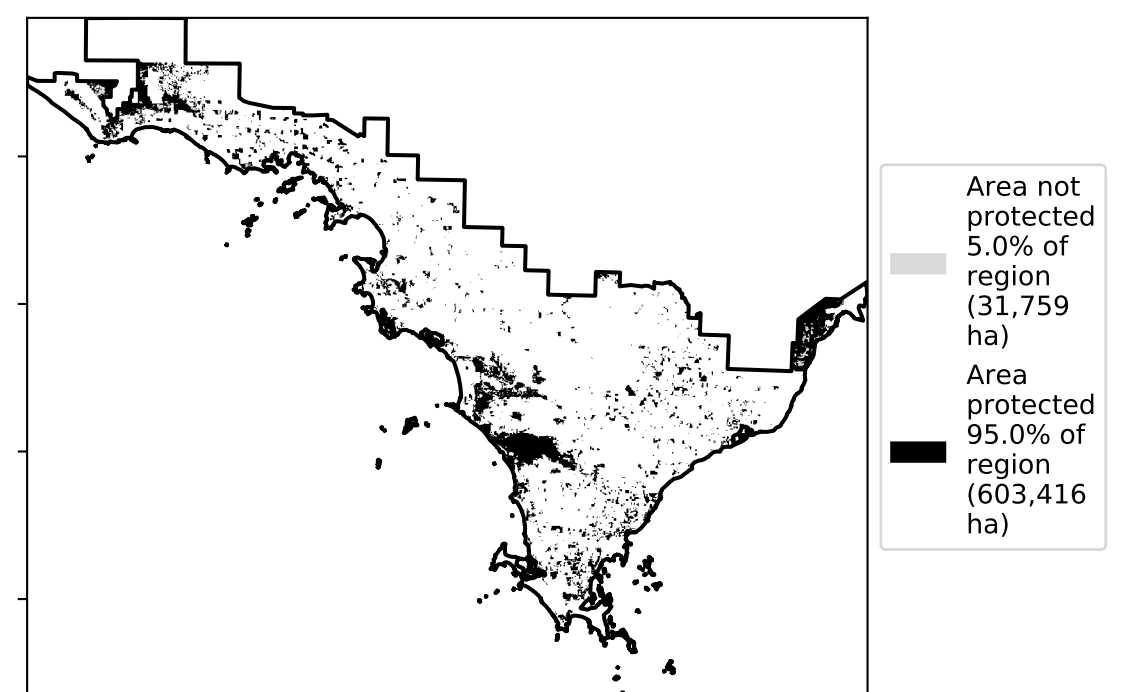 Area not
protected
5.0% of
region
(31,759
ha)
Area
protected
95.0% of
region
(603,416
ha)